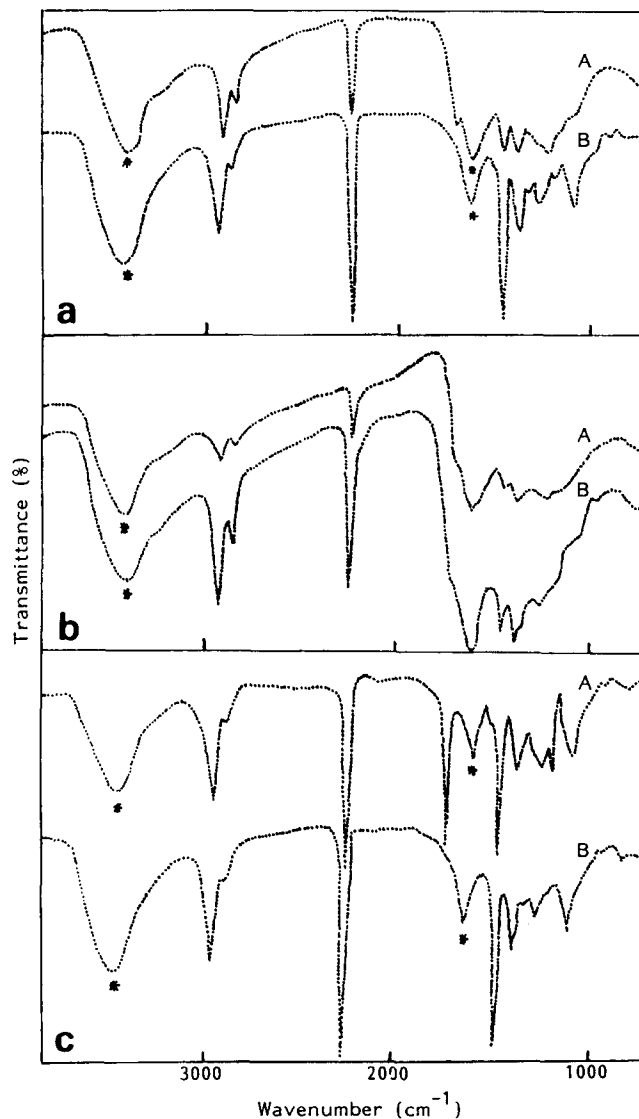 A
*
*
B
*
*
a
A
*
B
*
b
Transmittance (%)
A
*
*
B
*
*
c
3000 2000 1000
Wavenumber (cm⁻¹)